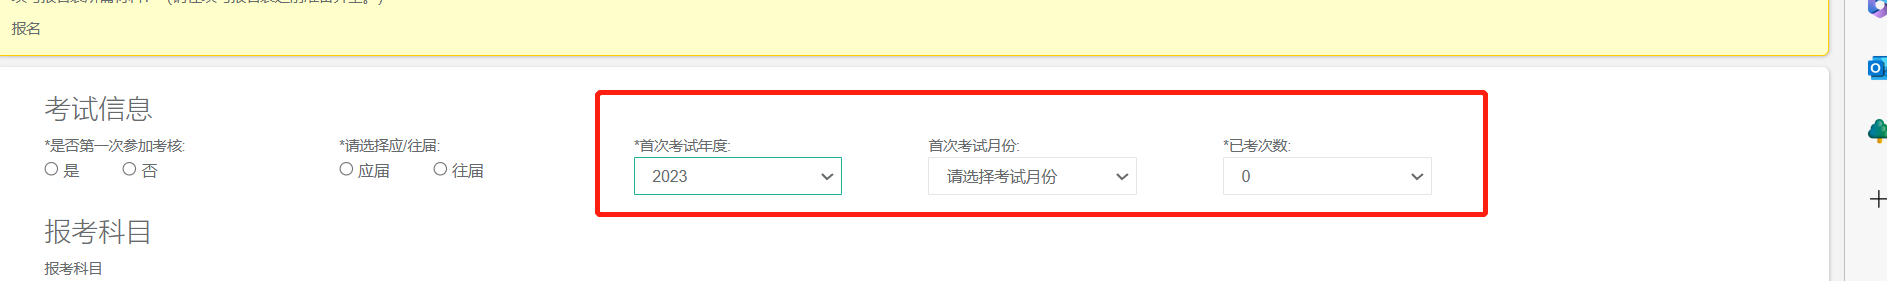 报名
考试信息
*是否第一次参加考核: *请选择应/往届: *首次考试年度: 首次考试月份: *已考次数:
是 否 应届 往届 2023 请选择考试月份 0
报考科目
报考科目